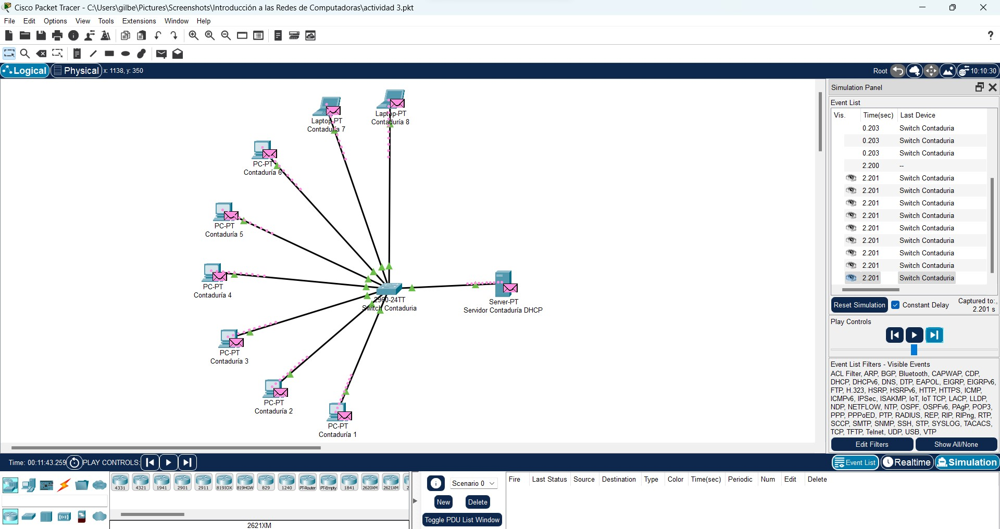 Cisco Packet Tracer - C:\Users\gilbe\Pictures\Screenshots\Introducción a las Redes de Computadoras\actividad 3.pkt
File Edit Options View Tools Extensions Window Help
Logical Physical x: 1138, y: 350 Root 10:10:30
Laptop-PT
Contaduría 7
Laptop-PT
Contaduría 8
PC-PT
Contaduría 6
PC-PT
Contaduría 5
PC-PT
Contaduría 4
2960-24TT
Switch Contaduria
Server-PT
Servidor Contaduría DHCP
PC-PT
Contaduría 3
PC-PT
Contaduría 2
PC-PT
Contaduría 1
Simulation Panel
Event List
Vis. Time(sec) Last Device
0.203 Switch Contaduria
0.203 Switch Contaduria
0.203 Switch Contaduria
2.200 --
2.201 Switch Contaduria
2.201 Switch Contaduria
2.201 Switch Contaduria
2.201 Switch Contaduria
2.201 Switch Contaduria
2.201 Switch Contaduria
2.201 Switch Contaduria
2.201 Switch Contaduria
2.201 Switch Contaduria
Reset Simulation Constant Delay Captured to:
2.201 s
Play Controls
Event List Filters - Visible Events
ACL Filter, ARP, BGP, Bluetooth, CAPWAP, CDP,
DHCP, DHCPv6, DNS, DTP, EAPOL, EIGRP, EIGRPv6,
FTP, H.323, HSRP, HSRPv6, HTTP, HTTPS, ICMP,
ICMPv6, IPSec, ISAKMP, IoT, IoT TCP, LACP, LLDP,
NDP, NETFLOW, NTP, OSPF, OSPFv6, PAgP, POP3,
PPP, PPPoED, PTP, RADIUS, REP, RIP, RIPng, RTP,
SCCP, SMTP, SNMP, SSH, STP, SYSLOG, TACACS,
TCP, TFTP, Telnet, UDP, USB, VTP
Edit Filters Show All/None
Time: 00:11:43.259 PLAY CONTROLS: Event List Realtime Simulation
4331 4321 1941 2901 2911 819IOX 819HGW 829 1240 PT-Router PT-Empty 1841 2620XM 2621XM 2
2621XM
Scenario 0
New Delete
Toggle PDU List Window
Fire Last Status Source Destination Type Color Time(sec) Periodic Num Edit Delete